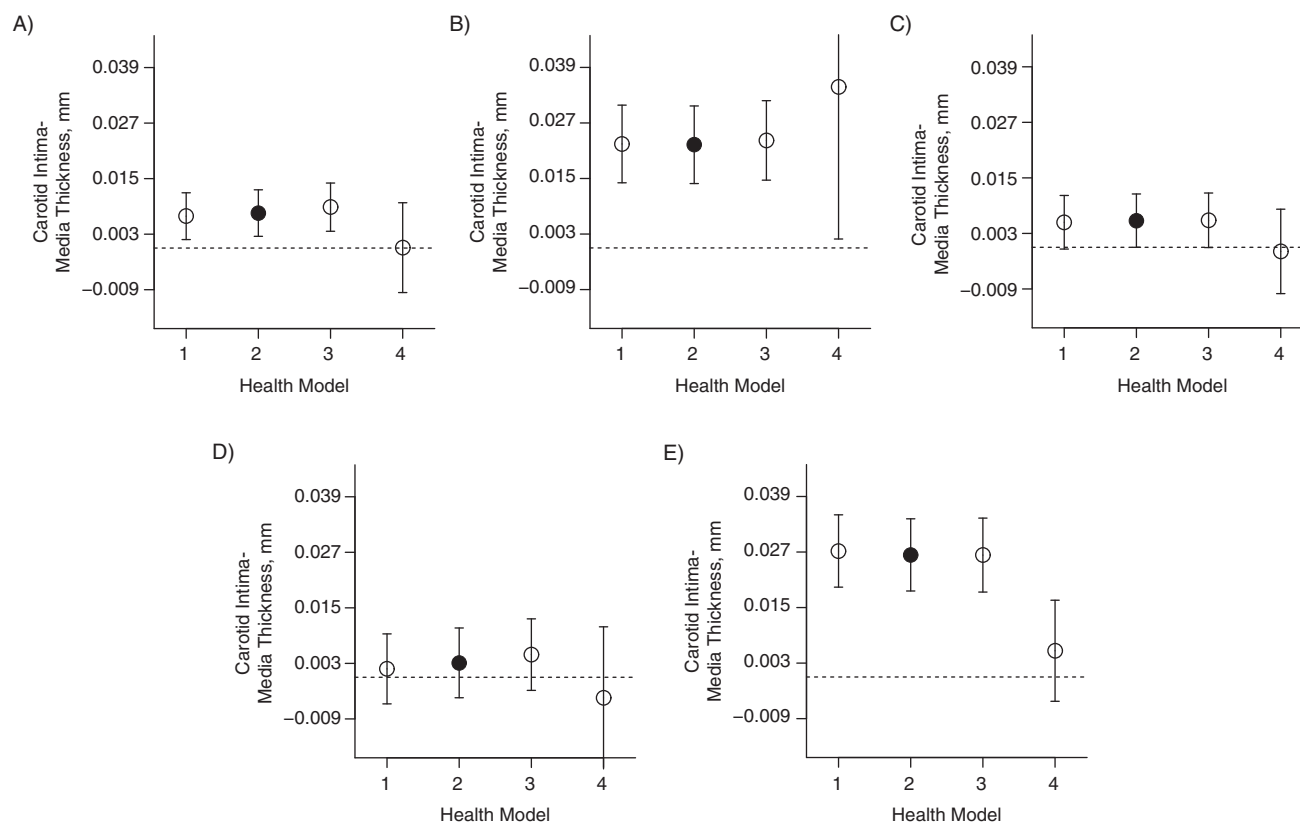 A)
0.039
0.027
0.015
0.003
−0.009
Carotid Intima-
Media Thickness, mm
1 2 3 4
Health Model
B)
0.039
0.027
0.015
0.003
−0.009
Carotid Intima-
Media Thickness, mm
1 2 3 4
Health Model
C)
0.039
0.027
0.015
0.003
−0.009
Carotid Intima-
Media Thickness, mm
1 2 3 4
Health Model
D)
0.039
0.027
0.015
0.003
−0.009
Carotid Intima-
Media Thickness, mm
1 2 3 4
Health Model
E)
0.039
0.027
0.015
0.003
−0.009
Carotid Intima-
Media Thickness, mm
1 2 3 4
Health Model